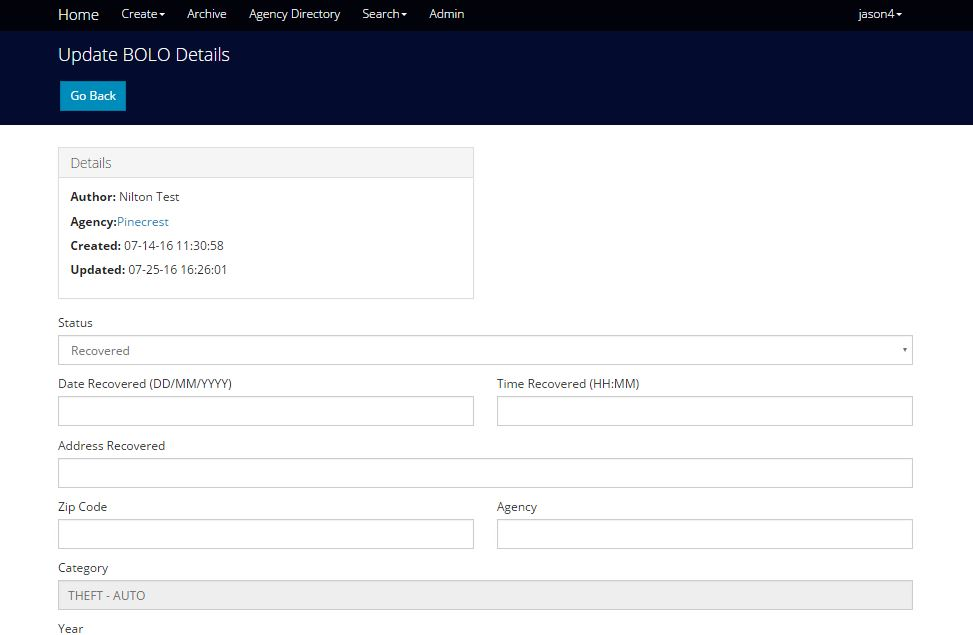 Home Create Archive Agency Directory Search Admin jason4
Update BOLO Details
Go Back
Details
Author: Nilton Test
Agency:Pinecrest
Created: 07-14-16 11:30:58
Updated: 07-25-16 16:26:01
Status
Recovered
Date Recovered (DD/MM/YYYY) Time Recovered (HH:MM)
Address Recovered
Zip Code Agency
Category
THEFT - AUTO
Year